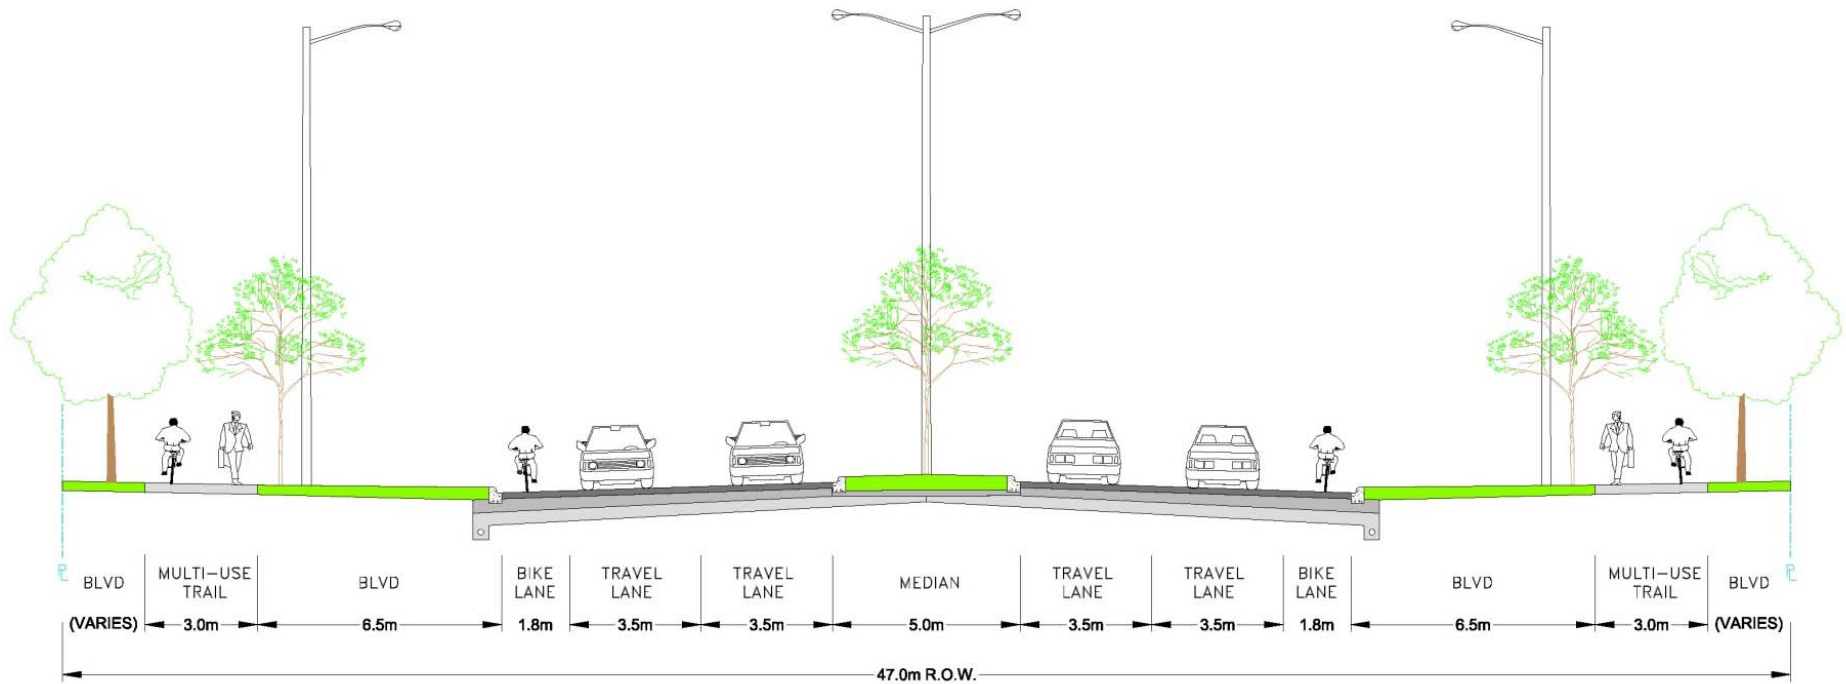 BLVD
MULTI-USE
TRAIL
BLVD
BIKE
LANE
TRAVEL
LANE
TRAVEL
LANE
MEDIAN
TRAVEL
LANE
TRAVEL
LANE
BIKE
LANE
BLVD
MULTI-USE
TRAIL
BLVD
(VARIES) 3.0m 6.5m 1.8m 3.5m 3.5m 5.0m 3.5m 3.5m 1.8m 6.5m 3.0m (VARIES)
47.0m R.O.W.